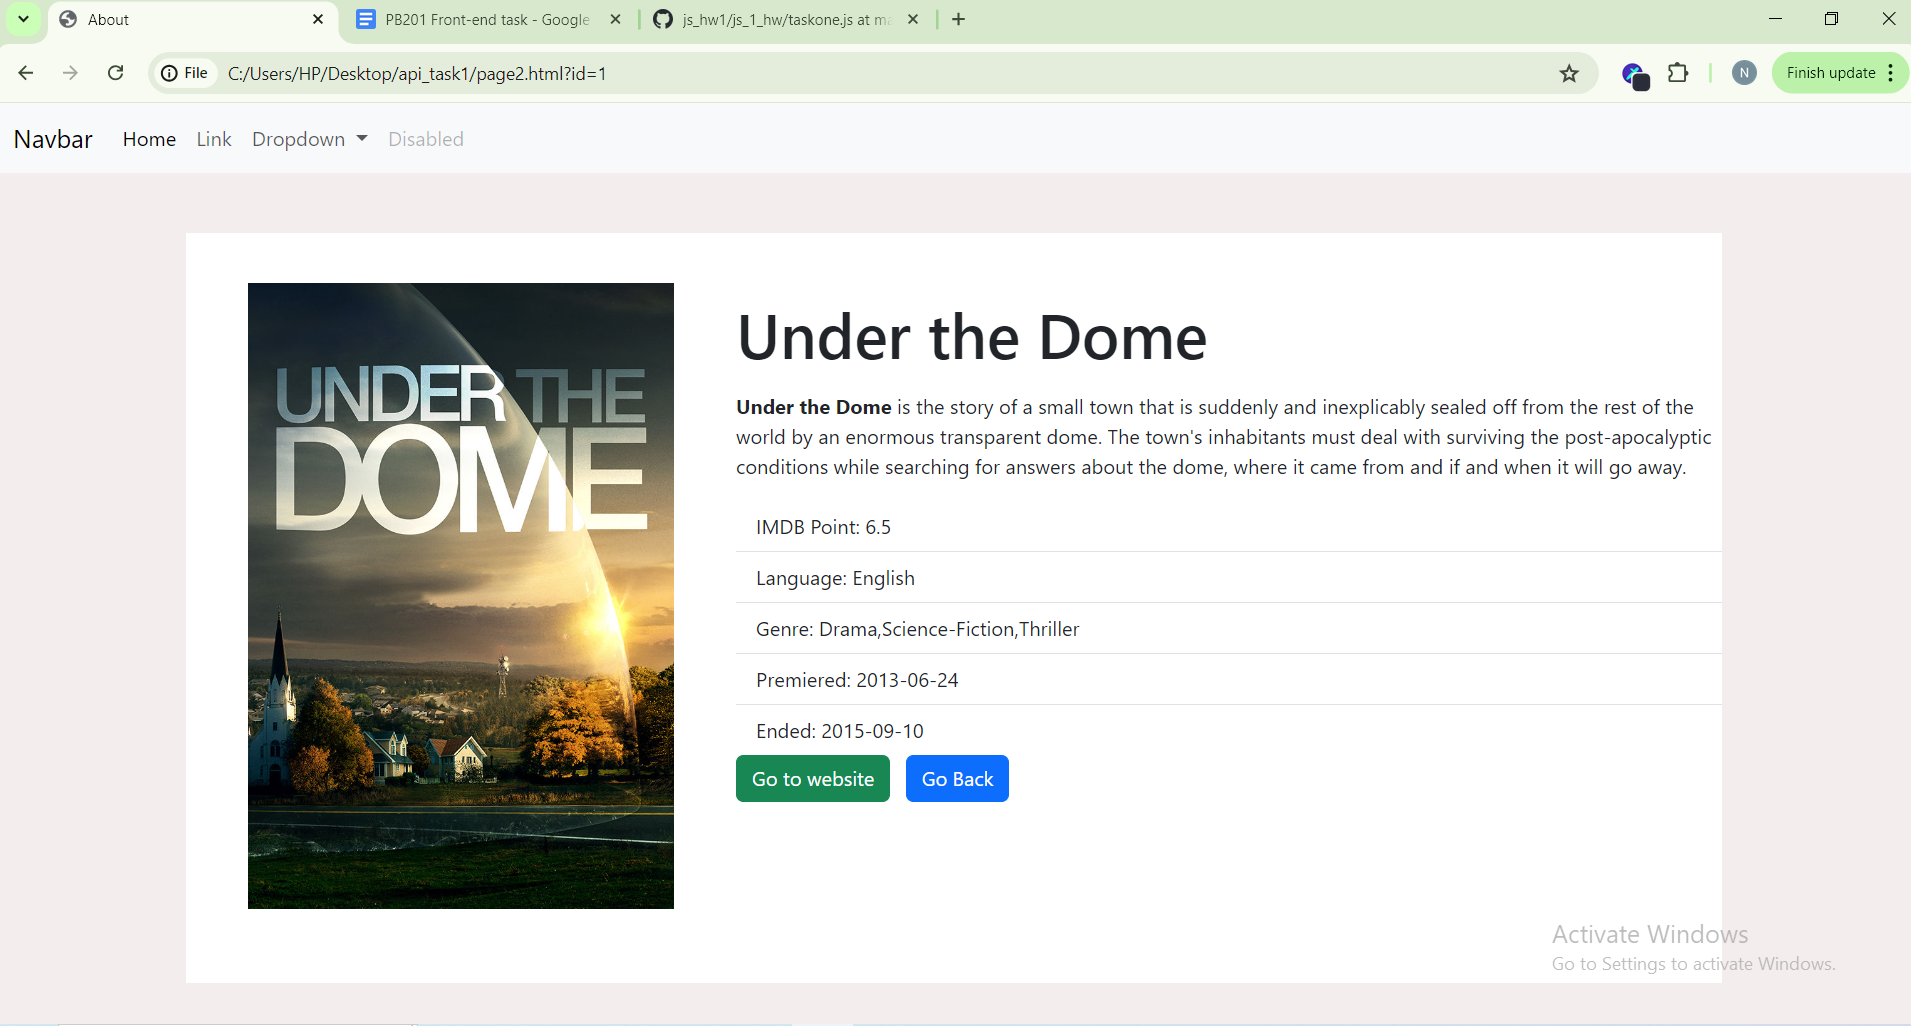 About
PB201 Front-end task - Google
js_hw1/js_1_hw/taskone.js at ma
File
C:/Users/HP/Desktop/api_task1/page2.html?id=1
N
Finish update
Navbar
Home
Link
Dropdown
Disabled
UNDER THE
DOME
Under the Dome
Under the Dome is the story of a small town that is suddenly and inexplicably sealed off from the rest of the
world by an enormous transparent dome. The town's inhabitants must deal with surviving the post-apocalyptic
conditions while searching for answers about the dome, where it came from and if and when it will go away.
IMDB Point: 6.5
Language: English
Genre: Drama,Science-Fiction,Thriller
Premiered: 2013-06-24
Ended: 2015-09-10
Go to website
Go Back
Activate Windows
Go to Settings to activate Windows.